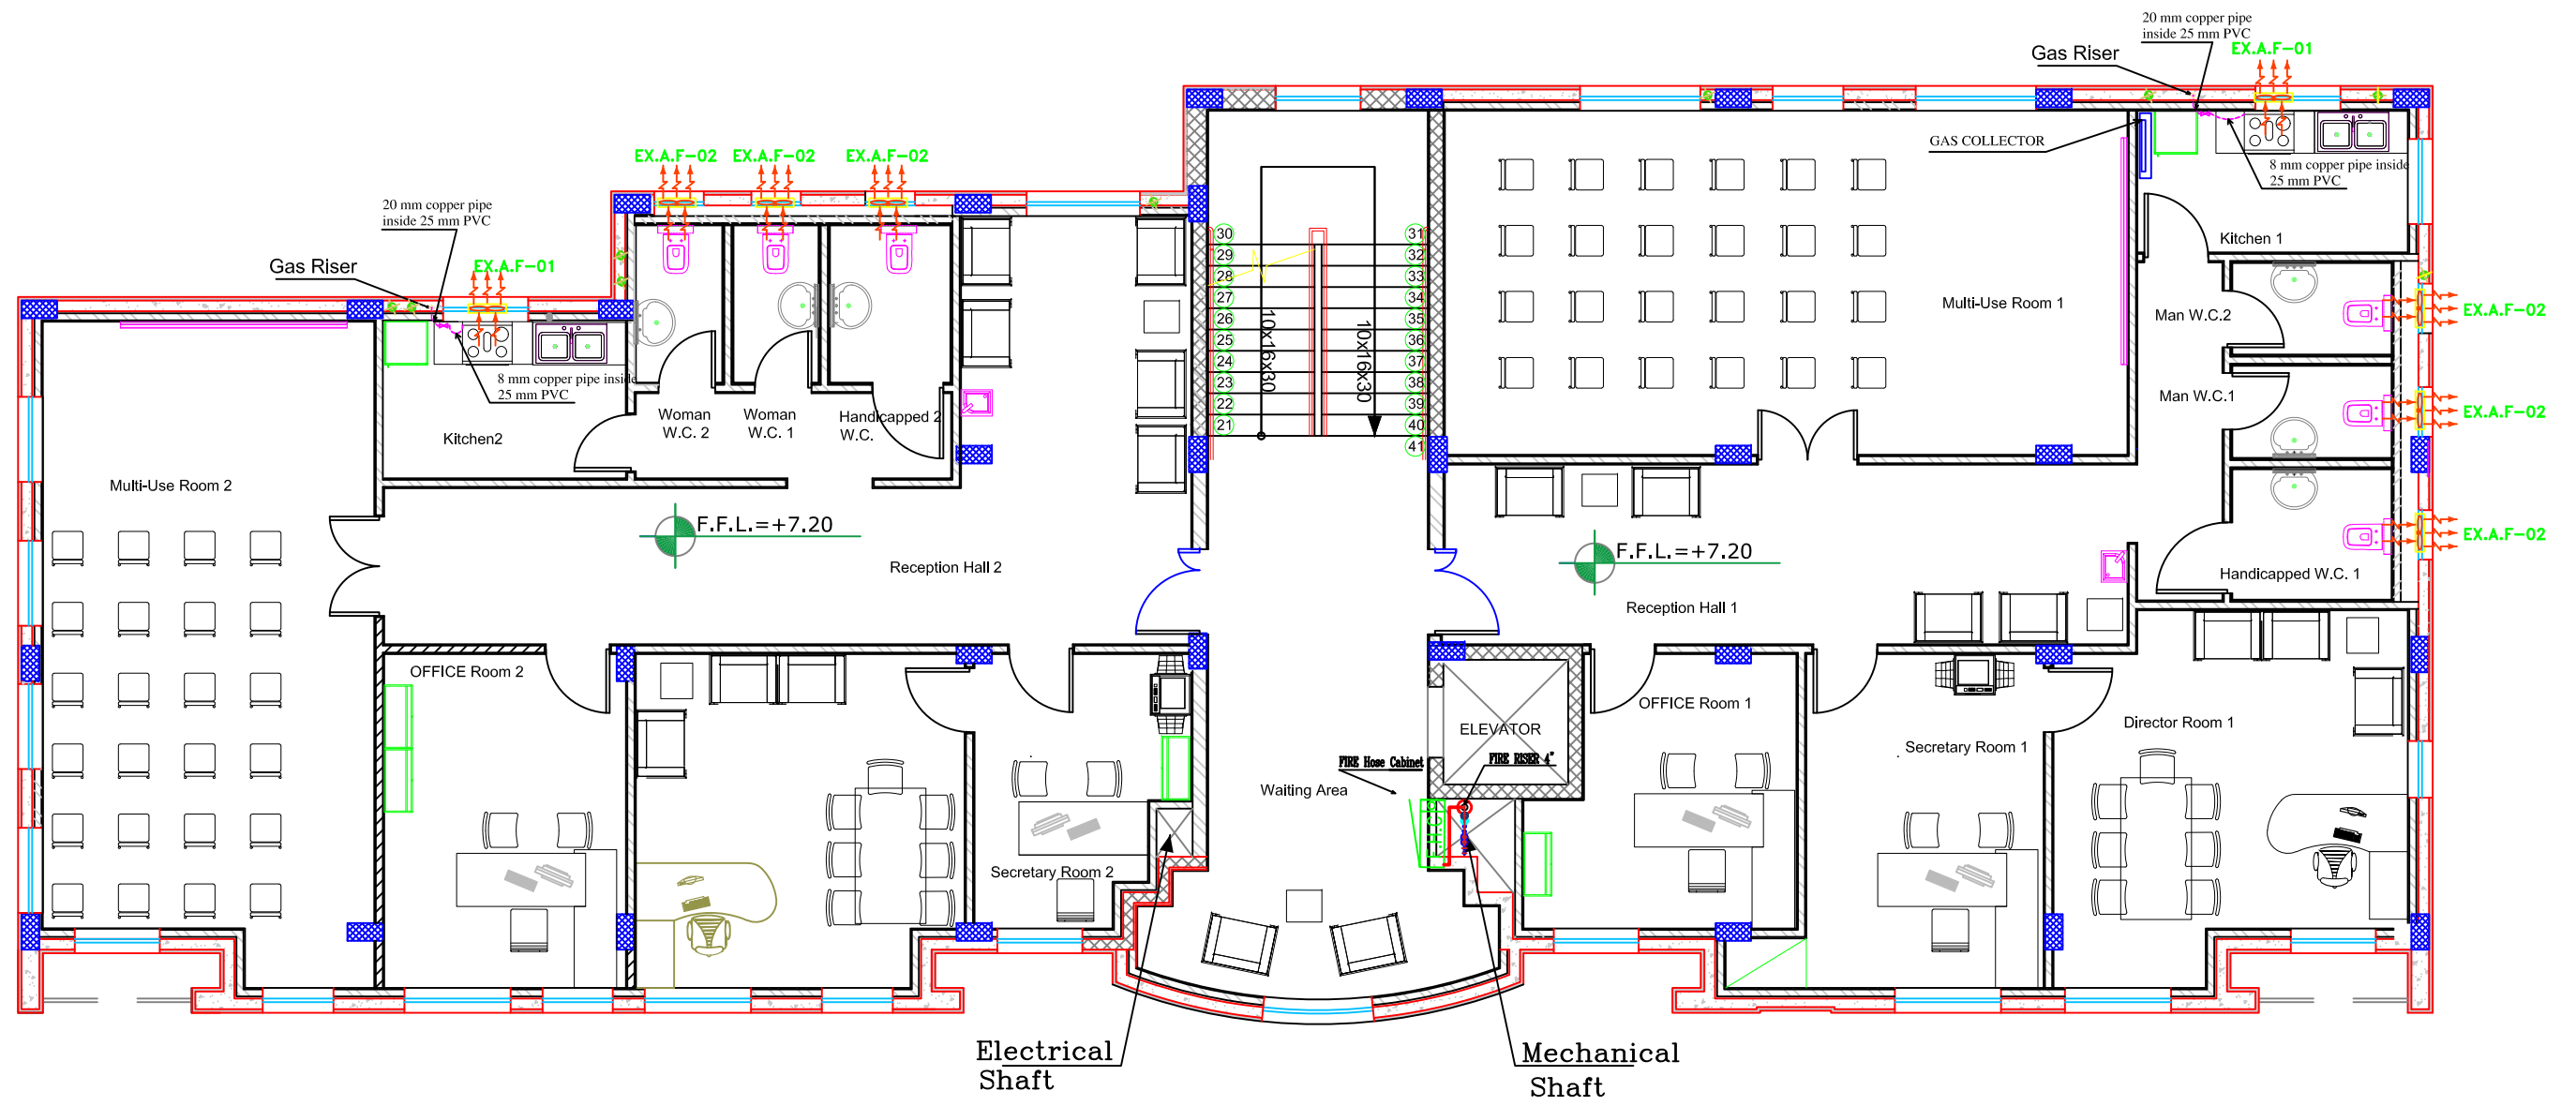 20 mm copper pipe
inside 25 mm PVC
Gas Riser
EX.A.F-01
GAS COLLECTOR
8 mm copper pipe inside
25 mm PVC
Kitchen 1
EX.A.F-02
EX.A.F-02
EX.A.F-02
20 mm copper pipe
inside 25 mm PVC
Gas Riser
EX.A.F-01
8 mm copper pipe inside
25 mm PVC
Kitchen2
Woman
W.C. 2
Woman
W.C. 1
Handicapped 2
W.C.
30
29
28
27
26
25
24
23
22
21
10x16x30
10x16x30
31
32
33
34
35
36
37
38
39
40
41
Multi-Use Room 1
Man W.C.2
EX.A.F-02
Man W.C.1
EX.A.F-02
EX.A.F-02
Handicapped W.C. 1
Multi-Use Room 2
F.F.L.=+7.20
Reception Hall 2
F.F.L.=+7.20
Reception Hall 1
OFFICE Room 2
OFFICE Room 1
ELEVATOR
FIRE Hose Cabinet
FIRE RISER 4"
Waiting Area
Secretary Room 1
Director Room 1
Secretary Room 2
Electrical
Shaft
Mechanical
Shaft